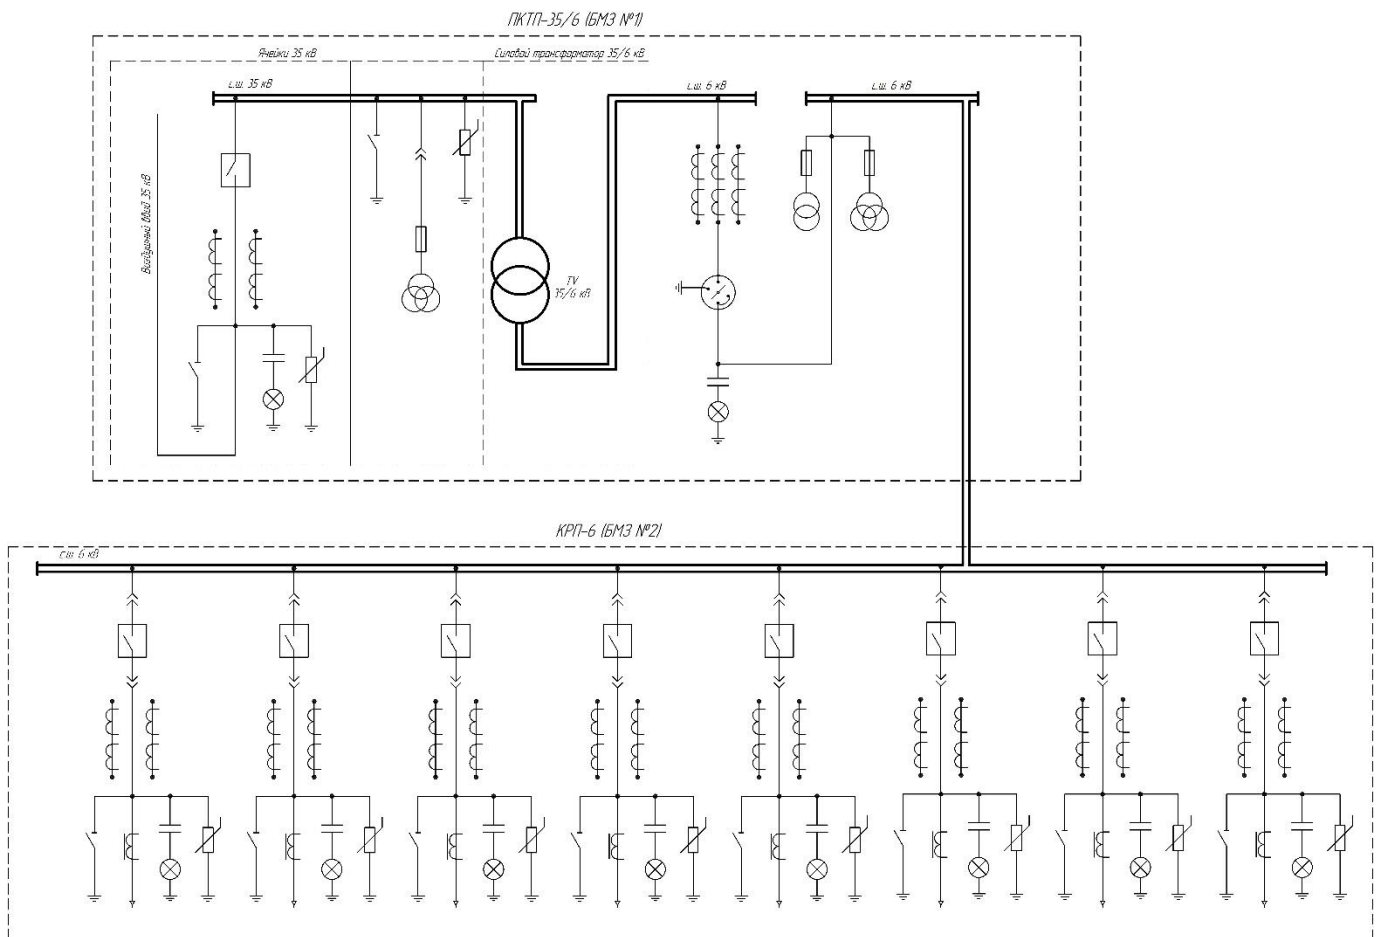 ПКТП-35/6 (БМЗ №1)
Ячейки 35 кВ
Силовой трансформатор 35/6 кВ
с.ш. 35 кВ
с.ш. 6 кВ
с.ш. 6 кВ
Воздушный ввод 35 кВ
TV
35/6 кВ
КРП-6 (БМЗ №2)
с.ш. 6 кВ